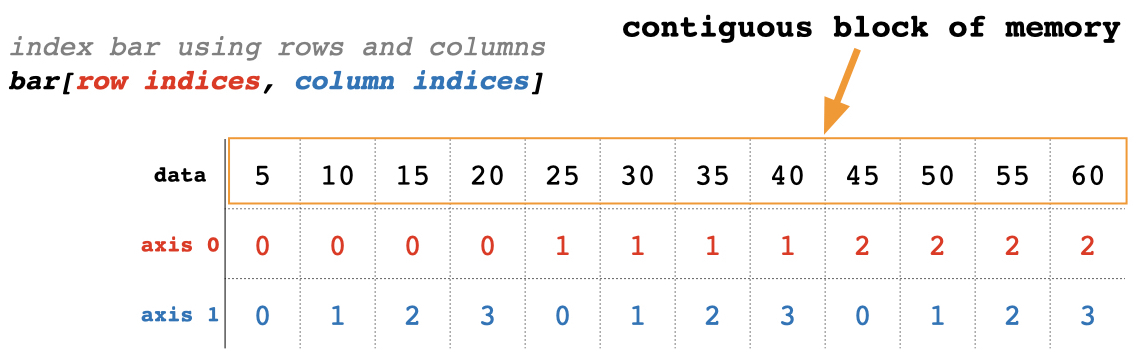 contiguous block of memory
index bar using rows and columns
bar[row indices, column indices]
data 5 10 15 20 25 30 35 40 45 50 55 60
axis 0 0 0 0 0 1 1 1 1 2 2 2 2
axis 1 0 1 2 3 0 1 2 3 0 1 2 3